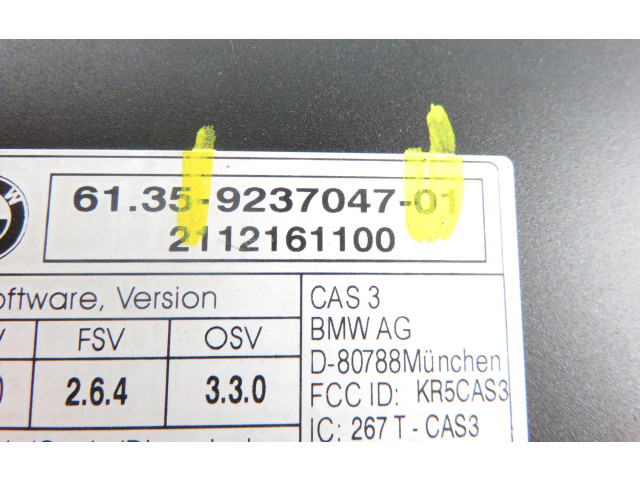 61.35-9237047-01
2112161100
W
oftware, Version
FSV OSV
2.6.4 3.3.0
CAS 3
BMW AG
D-80788München
FCC ID: KR5CAS3
IC: 267 T - CAS3